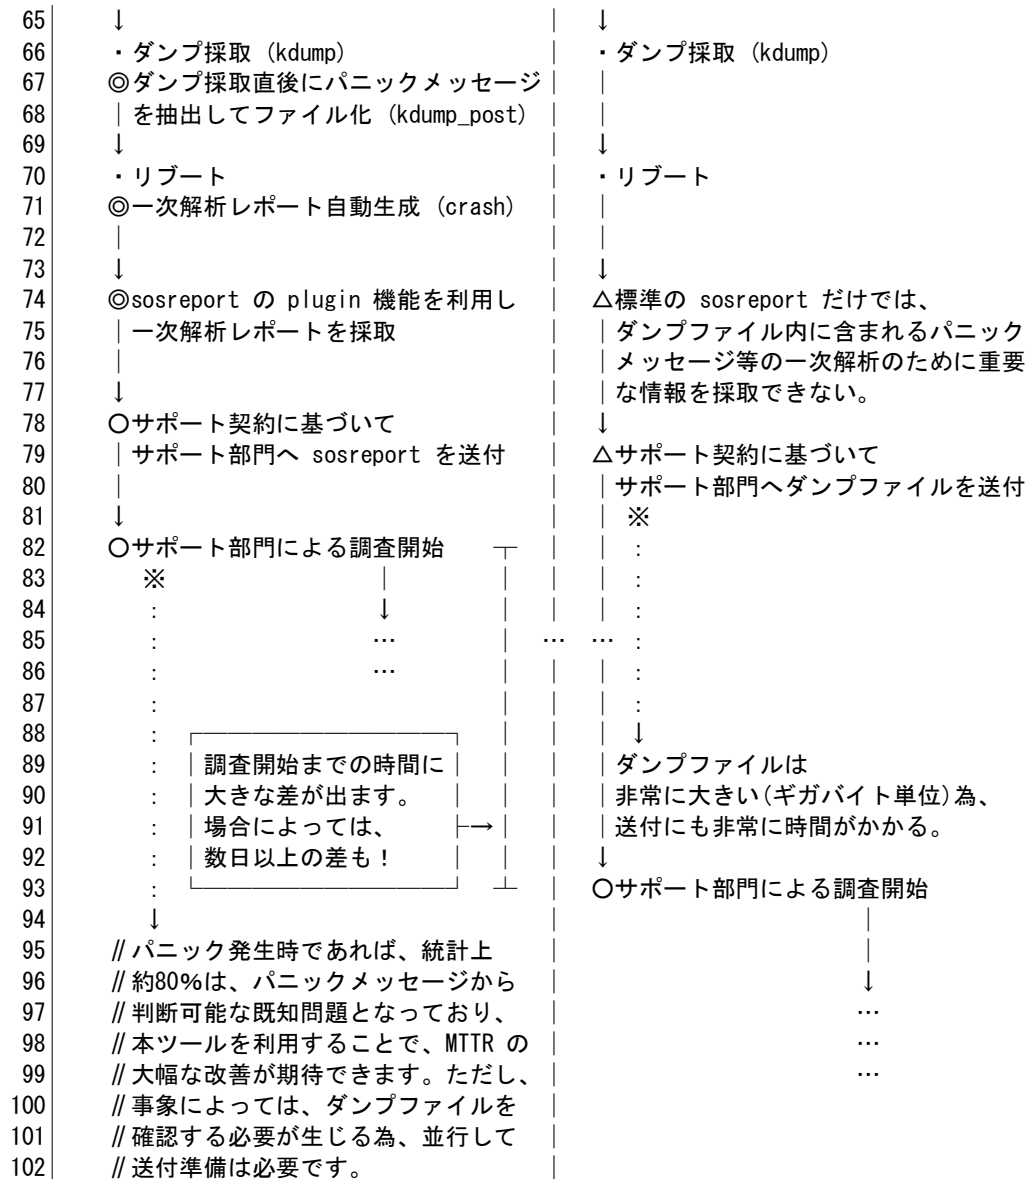 65 ↓ | ↓
66 ・ダンプ採取 (kdump) | ・ダンプ採取 (kdump)
67 ◎ダンプ採取直後にパニックメッセージ| |
68 |を抽出してファイル化 (kdump_post) | |
69 ↓ | ↓
70 ・リブート | ・リブート
71 ◎一次解析レポート自動生成 (crash) | |
72 | | |
73 ↓ | ↓
74 ◎sosreport の plugin 機能を利用し | △標準の sosreport だけでは、
75 |一次解析レポートを採取 | |ダンプファイル内に含まれるパニック
76 | | |メッセージ等の一次解析のために重要
77 ↓ | |な情報を採取できない。
78 ○サポート契約に基づいて | ↓
79 |サポート部門へ sosreport を送付 | △サポート契約に基づいて
80 | | |サポート部門へダンプファイルを送付
81 ↓ | | ※
82 ○サポート部門による調査開始 ┬ | | :
83 ※ | | | | :
84 : ↓ | | | :
85 : … | … … :
86 : … | | | :
87 : | | | :
88 : ┌───────────┐ | | | ↓
89 : |調査開始までの時間に| | | |ダンプファイルは
90 : |大きな差が出ます。 | | | |非常に大きい(ギガバイト単位)為、
91 : |場合によっては、 ├→| | |送付にも非常に時間がかかる。
92 : |数日以上の差も! | | | ↓
93 : └───────────┘ ┴ | ○サポート部門による調査開始
94 ↓ | |
95 //パニック発生時であれば、統計上 | |
96 //約80%は、パニックメッセージから | ↓
97 //判断可能な既知問題となっており、 | …
98 //本ツールを利用することで、MTTR の | …
99 //大幅な改善が期待できます。ただし、 | …
100 //事象によっては、ダンプファイルを |
101 //確認する必要が生じる為、並行して |
102 //送付準備は必要です。 |